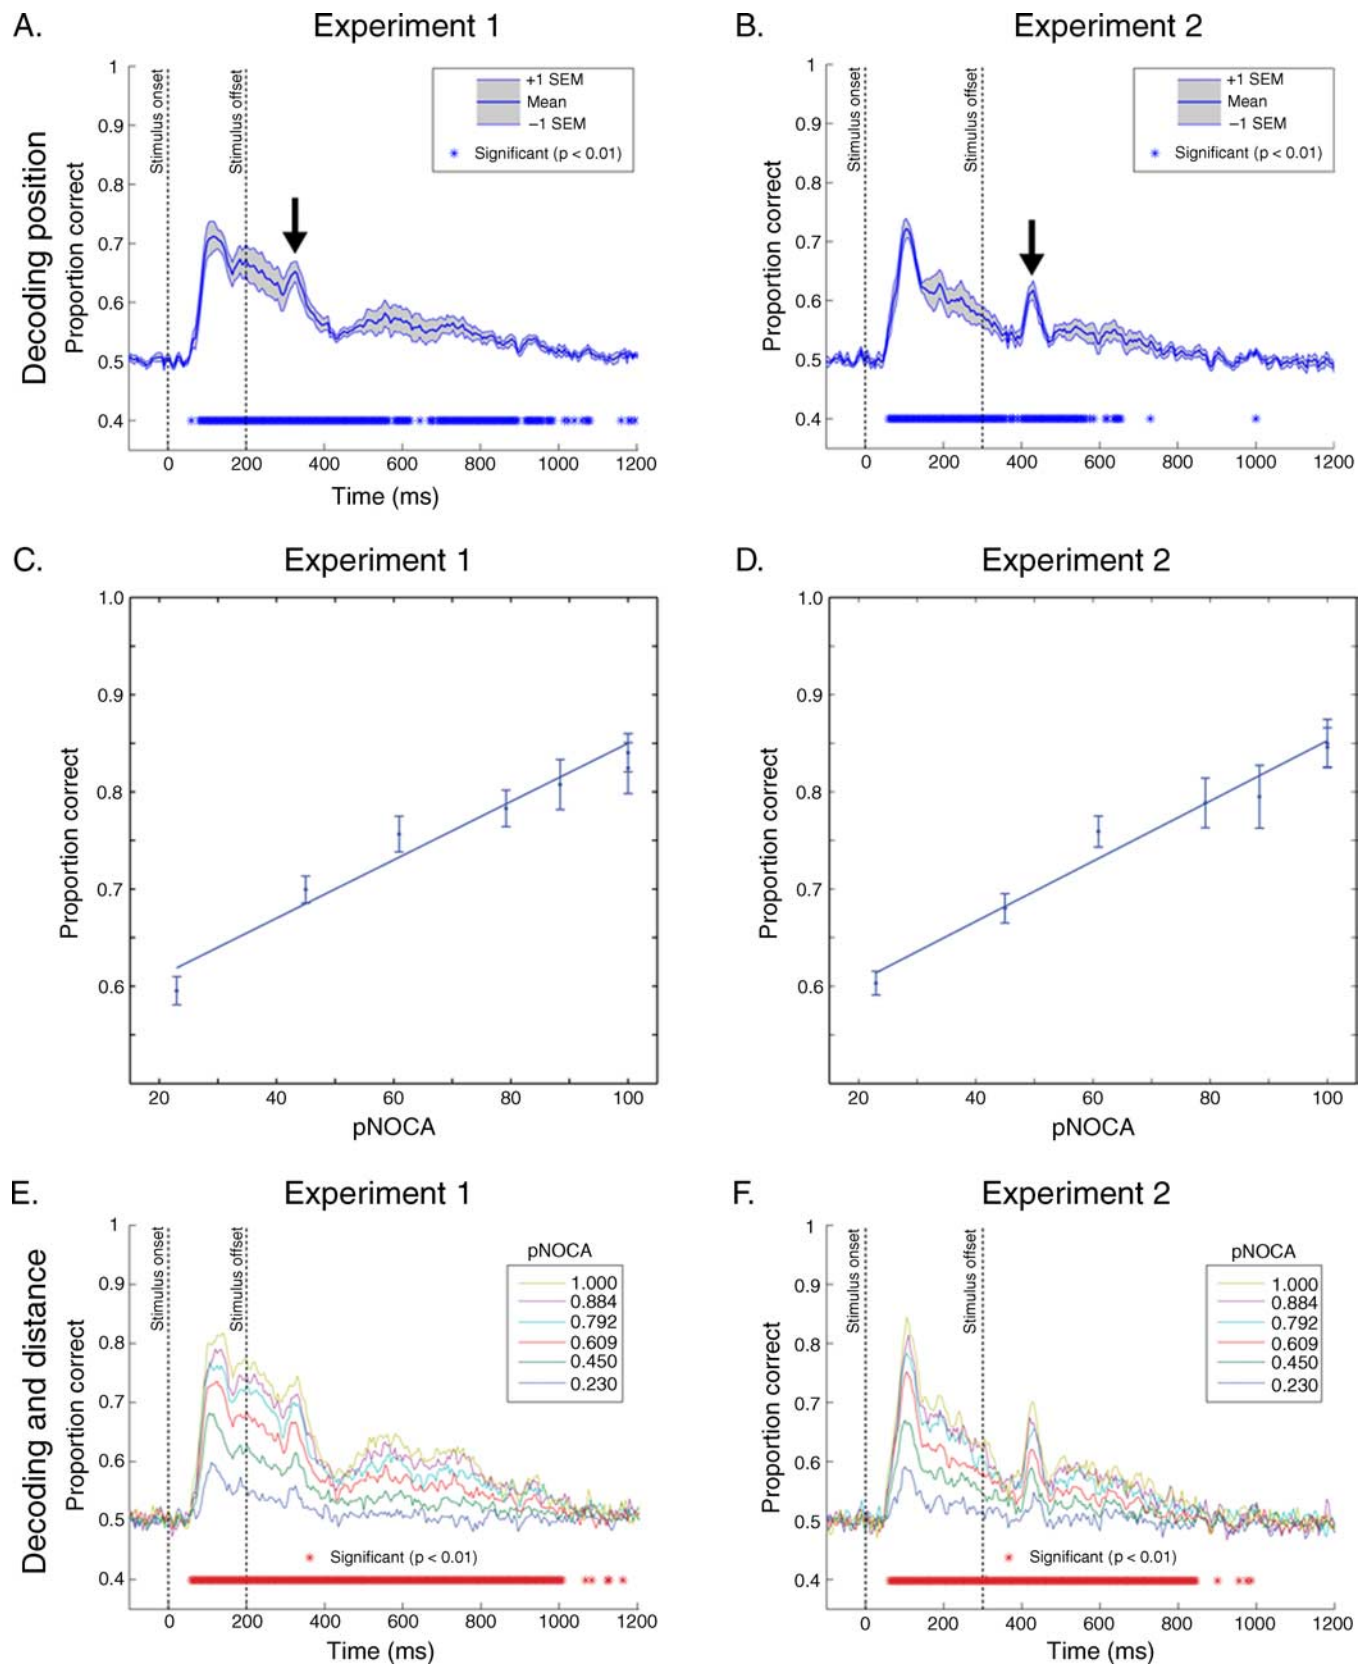 A.
Experiment 1
Decoding position
Proportion correct
1
0.9
0.8
0.7
0.6
0.5
0.4
Stimulus onset
Stimulus offset
+1 SEM
Mean
−1 SEM
Significant (p < 0.01)
0 200 400 600 800 1000 1200
Time (ms)
B.
Experiment 2
Proportion correct
1
0.9
0.8
0.7
0.6
0.5
0.4
Stimulus onset
Stimulus offset
+1 SEM
Mean
−1 SEM
Significant (p < 0.01)
0 200 400 600 800 1000 1200
C.
Experiment 1
Proportion correct
1.0
0.9
0.8
0.7
0.6
20 40 60 80 100
pNOCA
D.
Experiment 2
Proportion correct
1.0
0.9
0.8
0.7
0.6
20 40 60 80 100
pNOCA
E.
Experiment 1
Decoding and distance
Proportion correct
1
0.9
0.8
0.7
0.6
0.5
0.4
Stimulus onset
Stimulus offset
pNOCA
1.000
0.884
0.792
0.609
0.450
0.230
Significant (p < 0.01)
0 200 400 600 800 1000 1200
Time (ms)
F.
Experiment 2
Proportion correct
1
0.9
0.8
0.7
0.6
0.5
0.4
Stimulus onset
Stimulus offset
pNOCA
1.000
0.884
0.792
0.609
0.450
0.230
Significant (p < 0.01)
0 200 400 600 800 1000 1200
Time (ms)